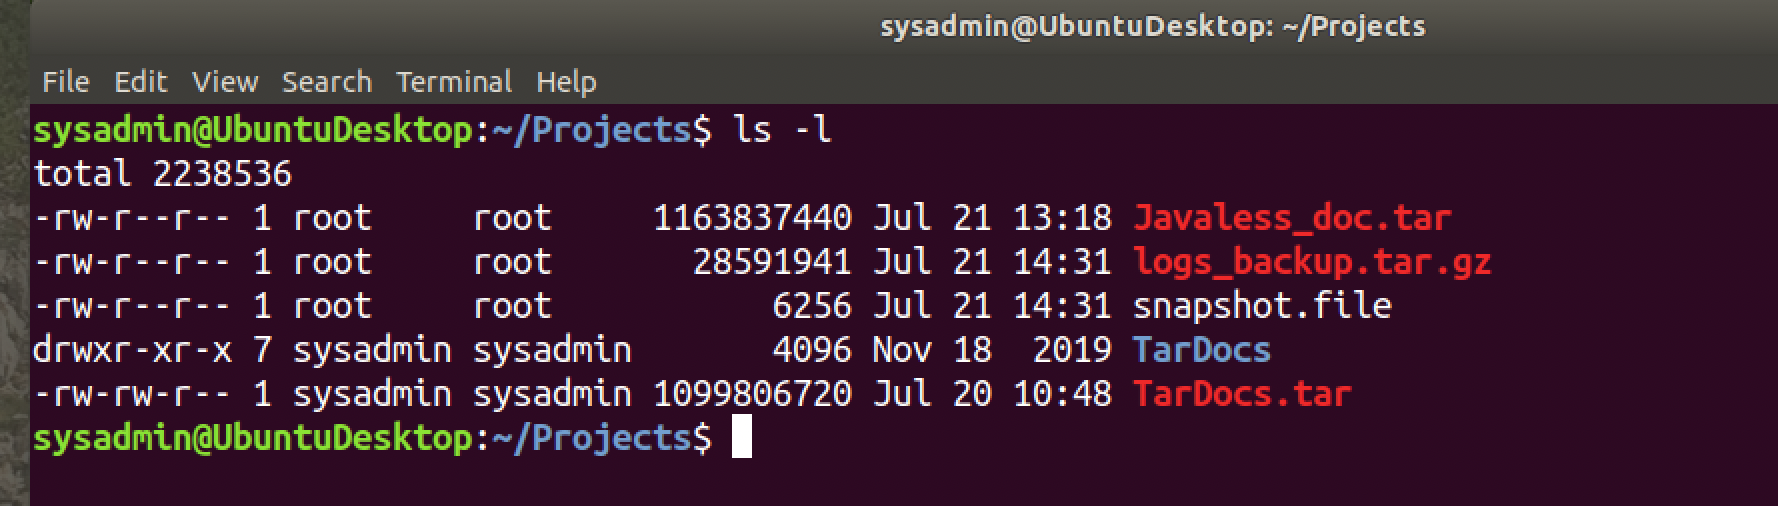 sysadmin@UbuntuDesktop: ~/Projects
File Edit View Search Terminal Help
sysadmin@UbuntuDesktop:~/Projects$ ls -l
total 2238536
-rw-r--r-- 1 root     root     1163837440 Jul 21 13:18 Javaless_doc.tar
-rw-r--r-- 1 root     root       28591941 Jul 21 14:31 logs_backup.tar.gz
-rw-r--r-- 1 root     root           6256 Jul 21 14:31 snapshot.file
drwxr-xr-x 7 sysadmin sysadmin       4096 Nov 18  2019 TarDocs
-rw-rw-r-- 1 sysadmin sysadmin 1099806720 Jul 20 10:48 TarDocs.tar
sysadmin@UbuntuDesktop:~/Projects$